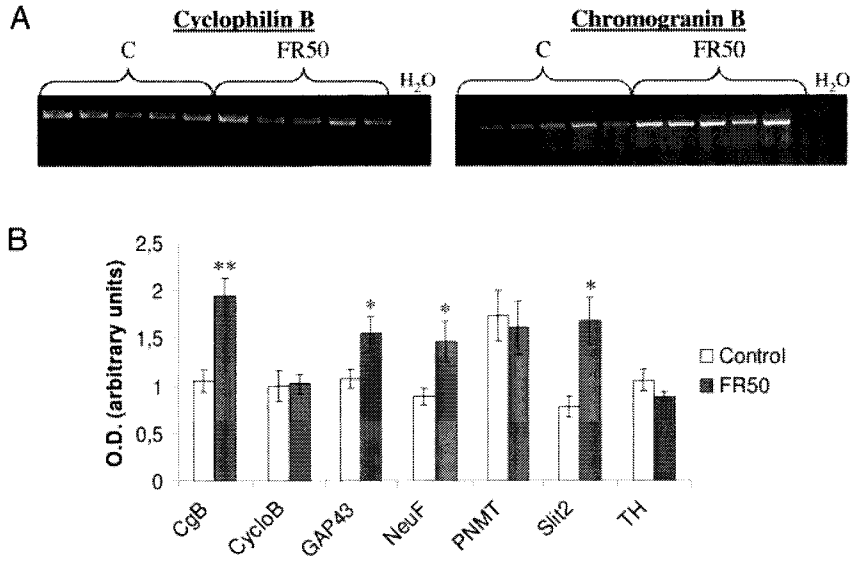 A
Cyclophilin B
Chromogranin B
C FR50 H₂O
C FR50 H₂O
B
O.D. (arbitrary units)
2,5
2
1,5
1
0,5
0
** * * *
CgB CycloB GAP43 NeuF PNMT Slit2 TH
Control
FR50